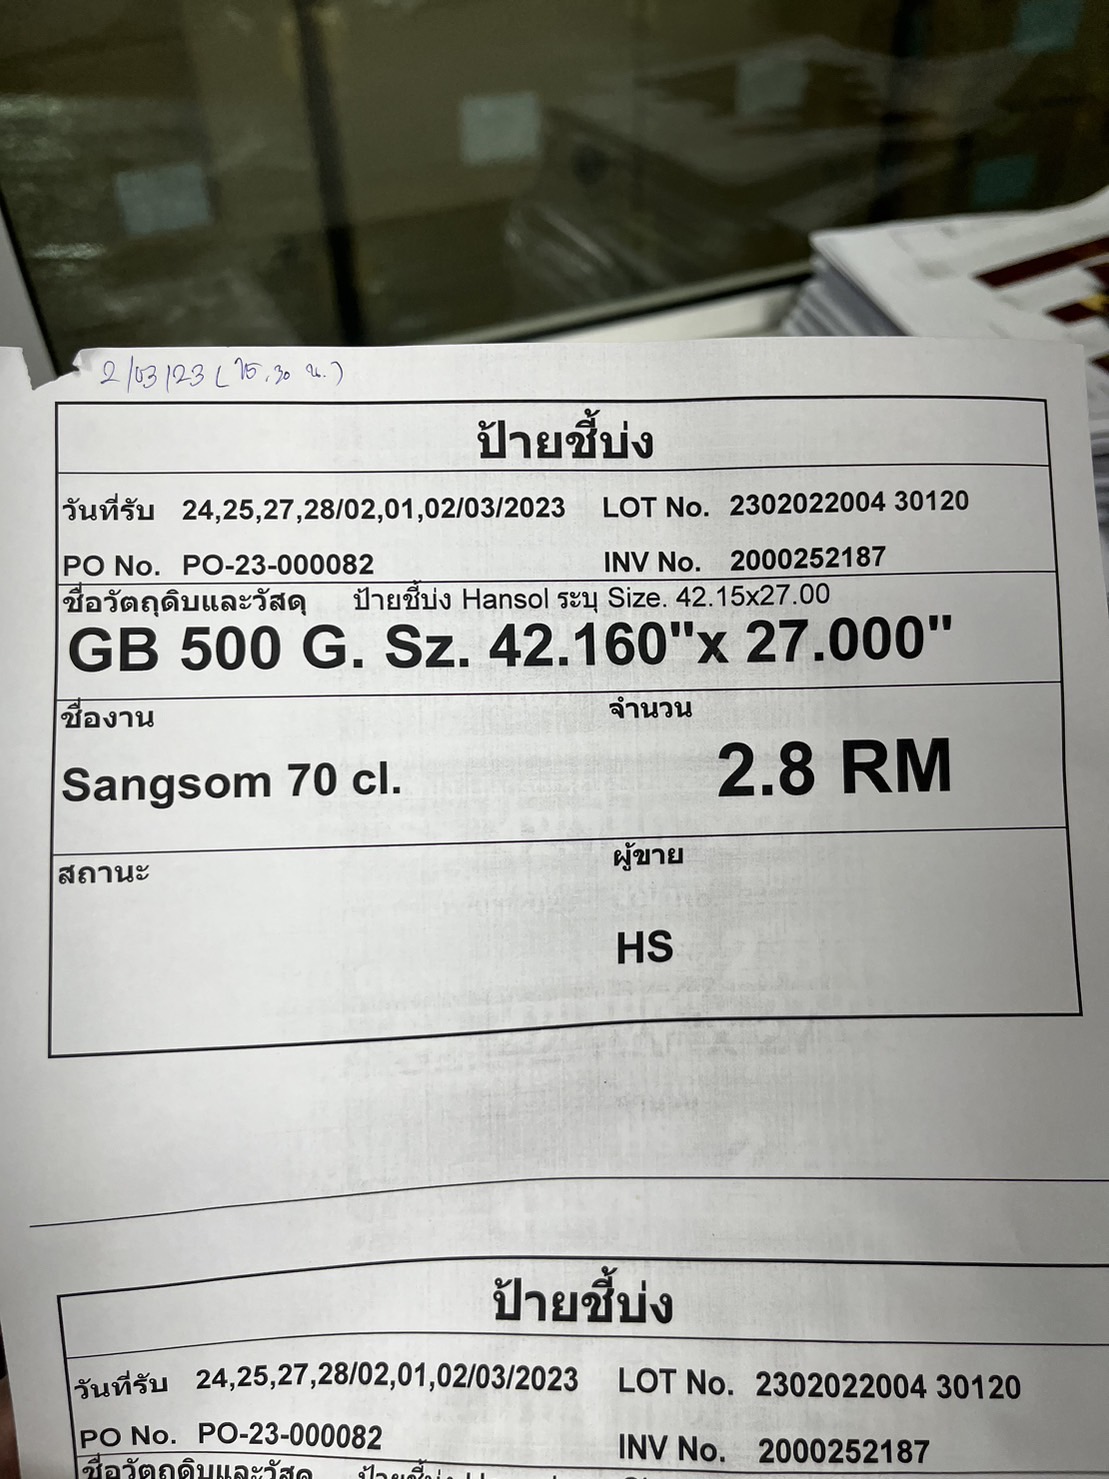 2/03/23 (15.30 น.)
ป้ายชี้บ่ง
วันที่รับ 24,25,27,28/02,01,02/03/2023 LOT No. 2302022004 30120
PO No. PO-23-000082 INV No. 2000252187
ชื่อวัตถุดิบและวัสดุ ป้ายชี้บ่ง Hansol ระบุ Size. 42.15x27.00
GB 500 G. Sz. 42.160"x 27.000"
ชื่องาน จำนวน
Sangsom 70 cl. 2.8 RM
สถานะ ผู้ขาย
HS
ป้ายชี้บ่ง
วันที่รับ 24,25,27,28/02,01,02/03/2023 LOT No. 2302022004 30120
PO No. PO-23-000082 INV No. 2000252187
ชื่อวัตถุดิบและวัสดุ ป้ายชี้บ่ง